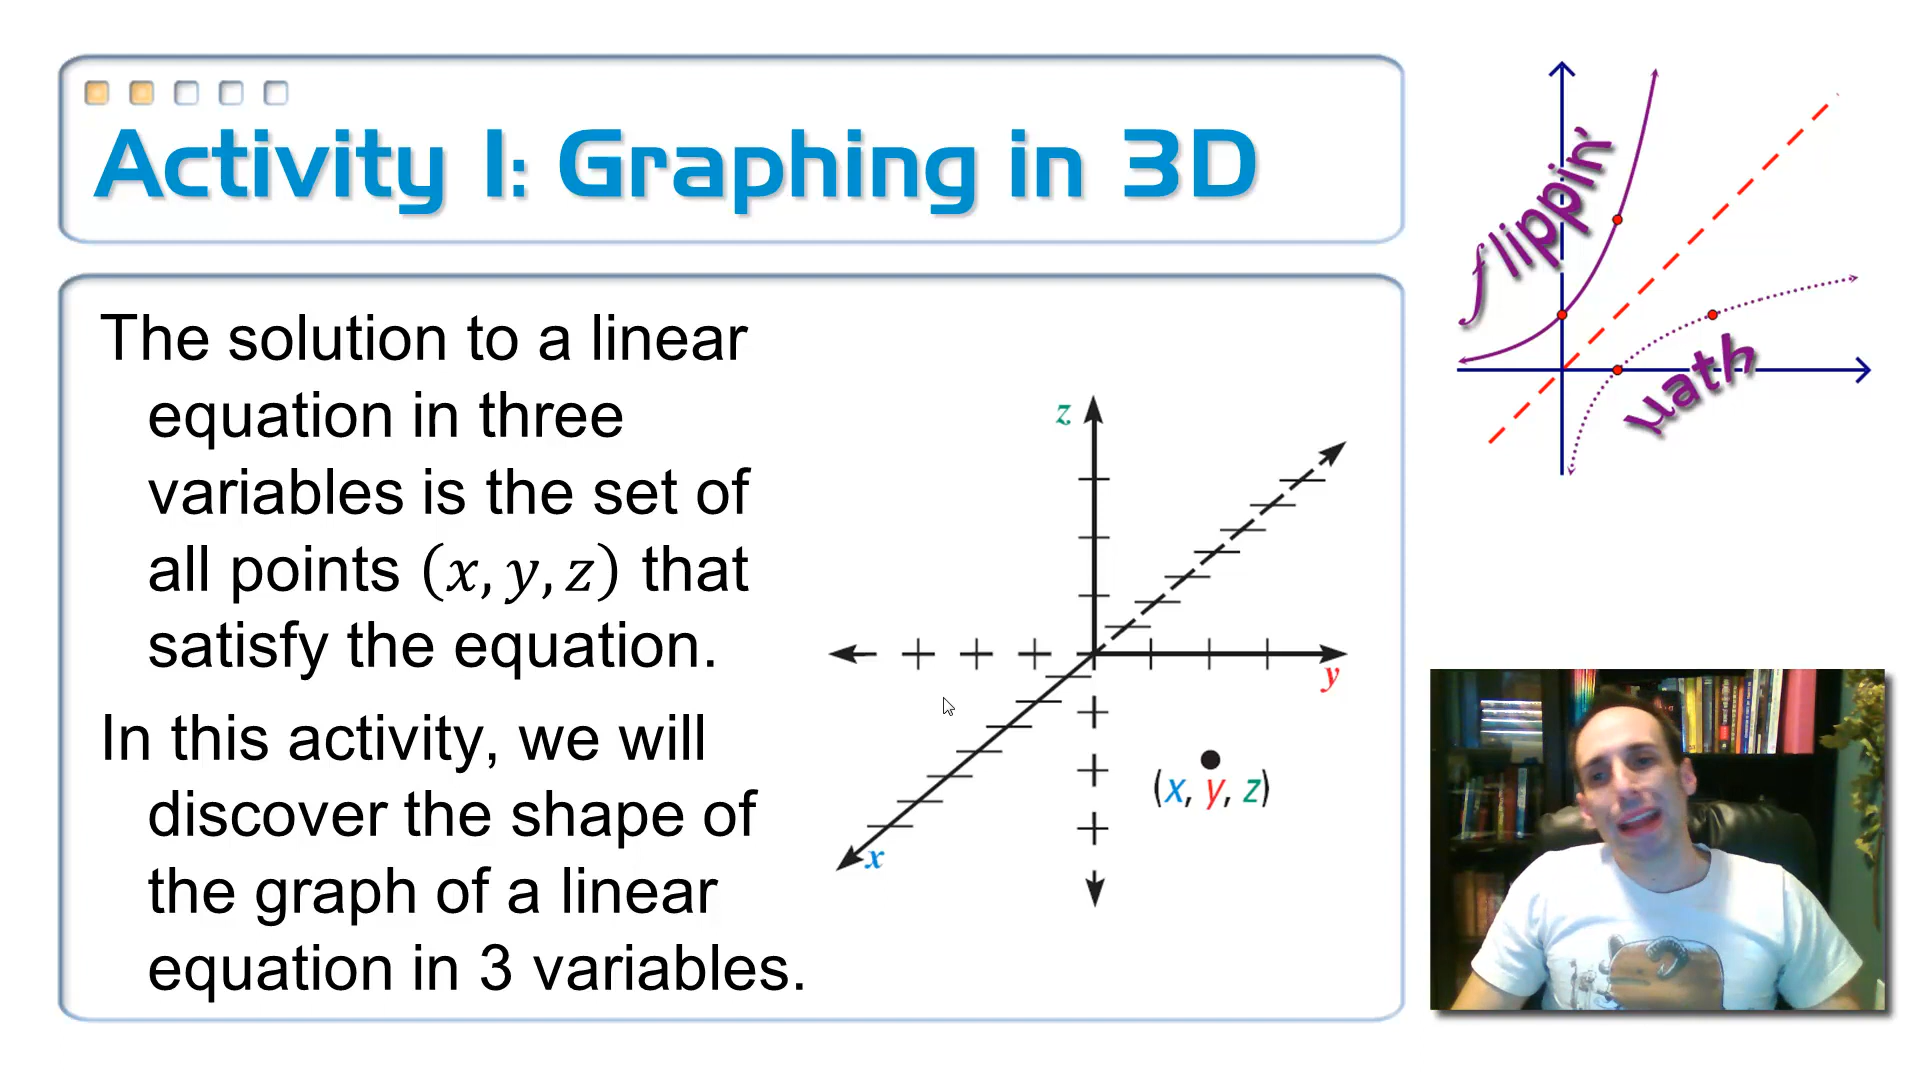 Activity 1: Graphing in 3D
The solution to a linear
equation in three
variables is the set of
all points (x, y, z) that
satisfy the equation.
In this activity, we will
discover the shape of
the graph of a linear
equation in 3 variables.
z
y
(x, y, z)
x
flippin'
math